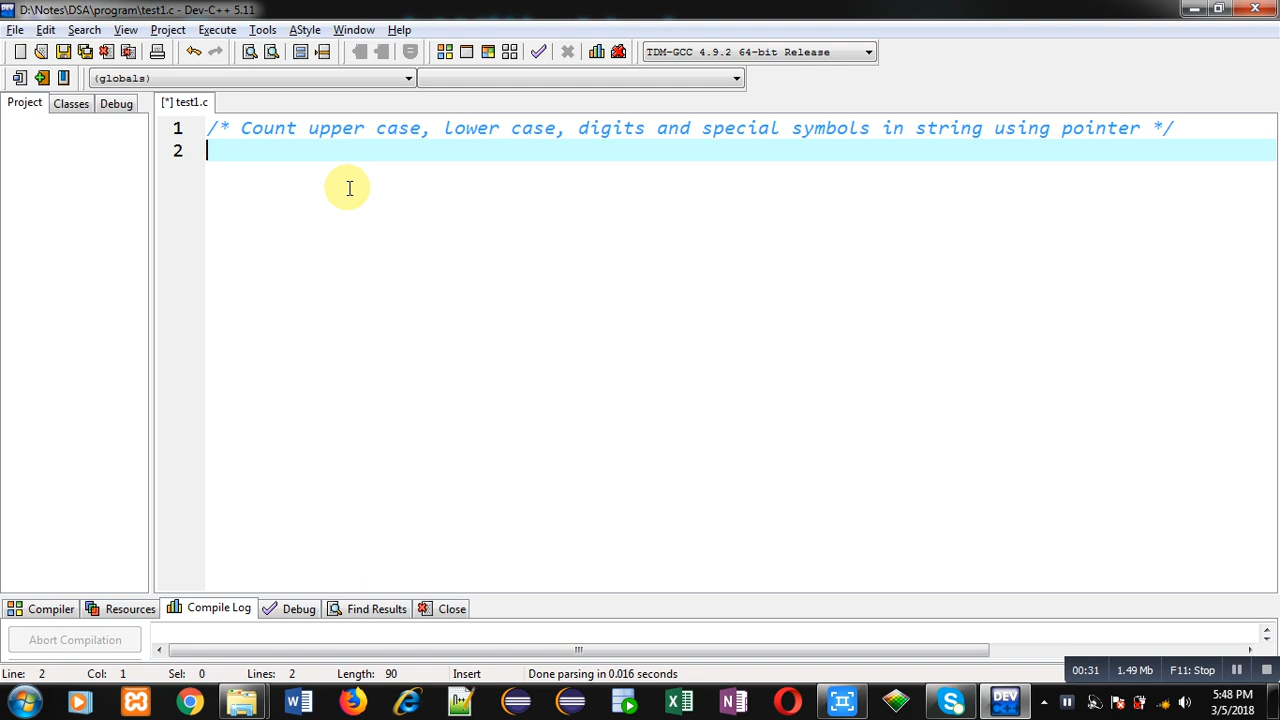 D:\Notes\DSA\program\test1.c - Dev-C++ 5.11
File Edit Search View Project Execute Tools AStyle Window Help
TDM-GCC 4.9.2 64-bit Release
(globals)
Project Classes Debug [*] test1.c
1 /* Count upper case, lower case, digits and special symbols in string using pointer */
2
Compiler Resources Compile Log Debug Find Results Close
Abort Compilation
Line: 2 Col: 1 Sel: 0 Lines: 2 Length: 90 Insert Done parsing in 0.016 seconds
00:31 1.49 Mb F11: Stop
DEV
5:48 PM
3/5/2018